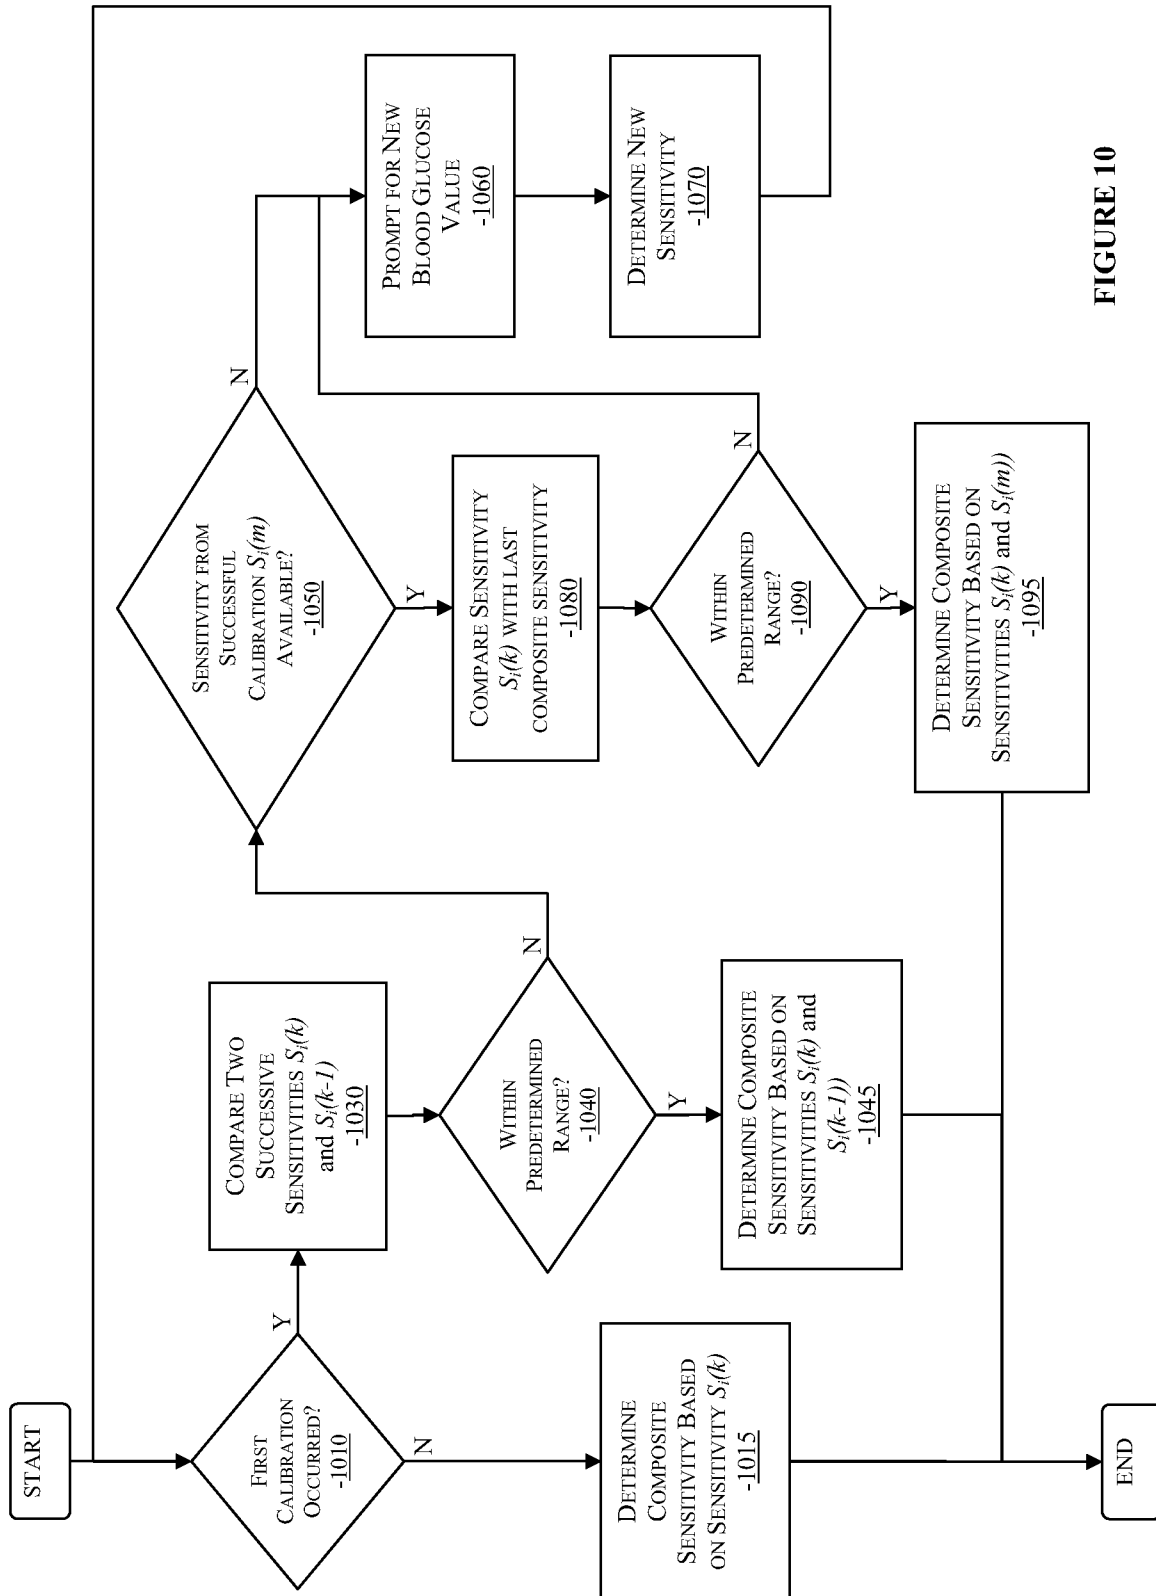 START
FIRST
CALIBRATION
OCCURRED?
-1010
Y
N
DETERMINE
COMPOSITE
SENSITIVITY BASED
ON SENSITIVITY Si(k)
-1015
COMPARE TWO
SUCCESSIVE
SENSITIVITIES Si(k)
and Si(k-1)
-1030
WITHIN
PREDETERMINED
RANGE?
-1040
N
Y
DETERMINE COMPOSITE
SENSITIVITY BASED ON
SENSITIVITIES Si(k) and
Si(k-1))
-1045
SENSITIVITY FROM
SUCCESSFUL
CALIBRATION Si(m)
AVAILABLE?
-1050
N
Y
COMPARE SENSITIVITY
Si(k) WITH LAST
COMPOSITE SENSITIVITY
-1080
WITHIN
PREDETERMINED
RANGE?
-1090
N
Y
DETERMINE COMPOSITE
SENSITIVITY BASED ON
SENSITIVITIES Si(k) and Si(m))
-1095
PROMPT FOR NEW
BLOOD GLUCOSE
VALUE
-1060
DETERMINE NEW
SENSITIVITY
-1070
END
FIGURE 10